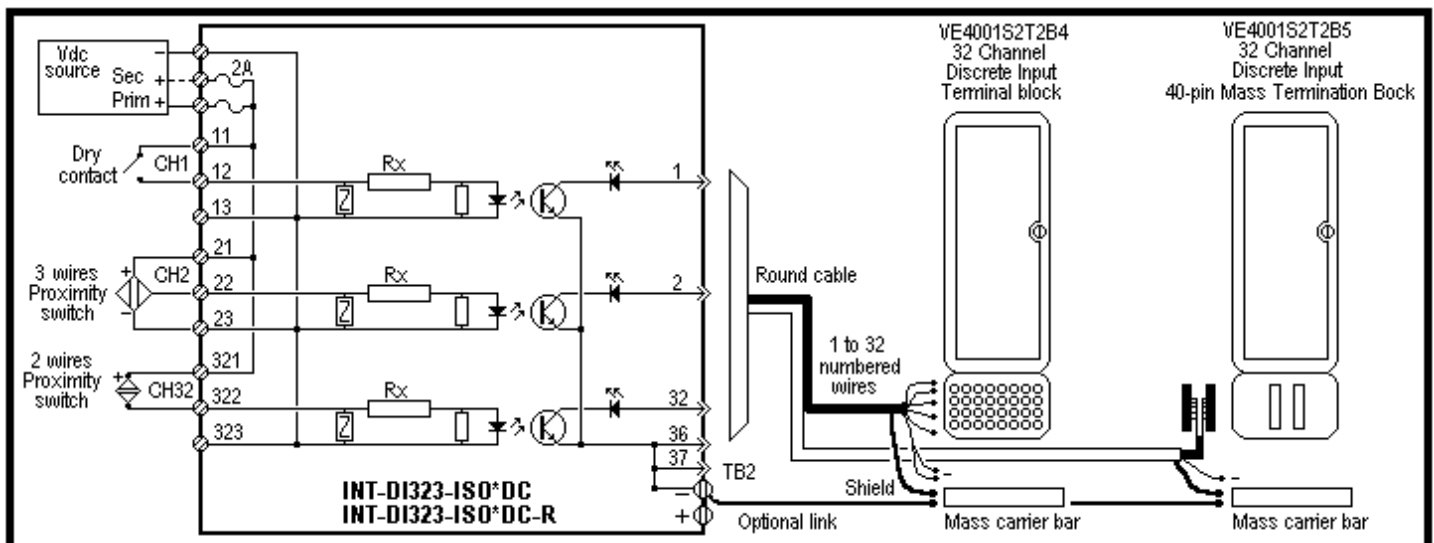 Vdc
source
Sec +
Prim +
−
2A
11
Dry
contact
CH1
12
13
Rx
1
21
3 wires
Proximity
switch
+
−
CH2
22
23
Rx
2
321
2 wires
Proximity
switch
+
CH32
322
323
Rx
32
36
37
TB2
−
+
INT-DI323-ISO*DC
INT-DI323-ISO*DC-R
Round cable
1 to 32
numbered
wires
Shield
Optional link
VE4001S2T2B4
32 Channel
Discrete Input
Terminal block
−
Mass carrier bar
VE4001S2T2B5
32 Channel
Discrete Input
40-pin Mass Termination Bock
−
Mass carrier bar